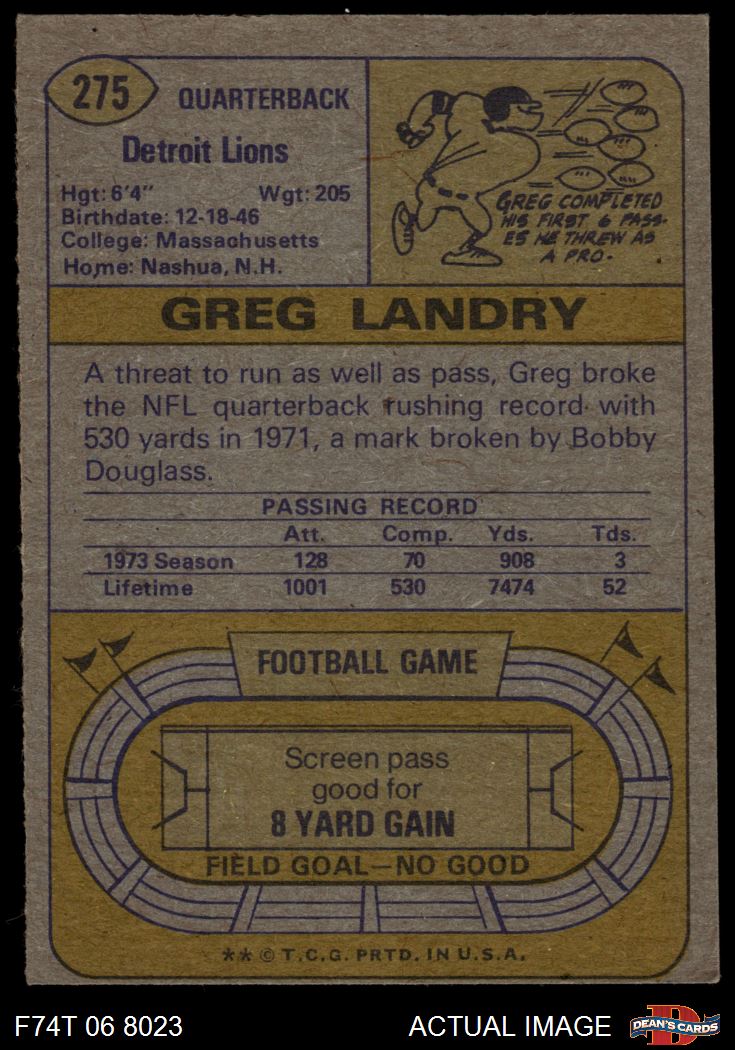 275 QUARTERBACK
Detroit Lions
Hgt: 6'4" Wgt: 205
Birthdate: 12-18-46
College: Massachusetts
Home: Nashua, N.H.
GREG COMPLETED
HIS FIRST 6 PASS-
ES HE THREW AS
A PRO.
GREG LANDRY
A threat to run as well as pass, Greg broke
the NFL quarterback rushing record with
530 yards in 1971, a mark broken by Bobby
Douglass.
PASSING RECORD
Att. Comp. Yds. Tds.
1973 Season 128 70 908 3
Lifetime 1001 530 7474 52
FOOTBALL GAME
Screen pass
good for
8 YARD GAIN
FIELD GOAL—NO GOOD
** © T.C.G. PRTD. IN U.S.A.
F74T 06 8023 ACTUAL IMAGE D DEAN'S CARDS